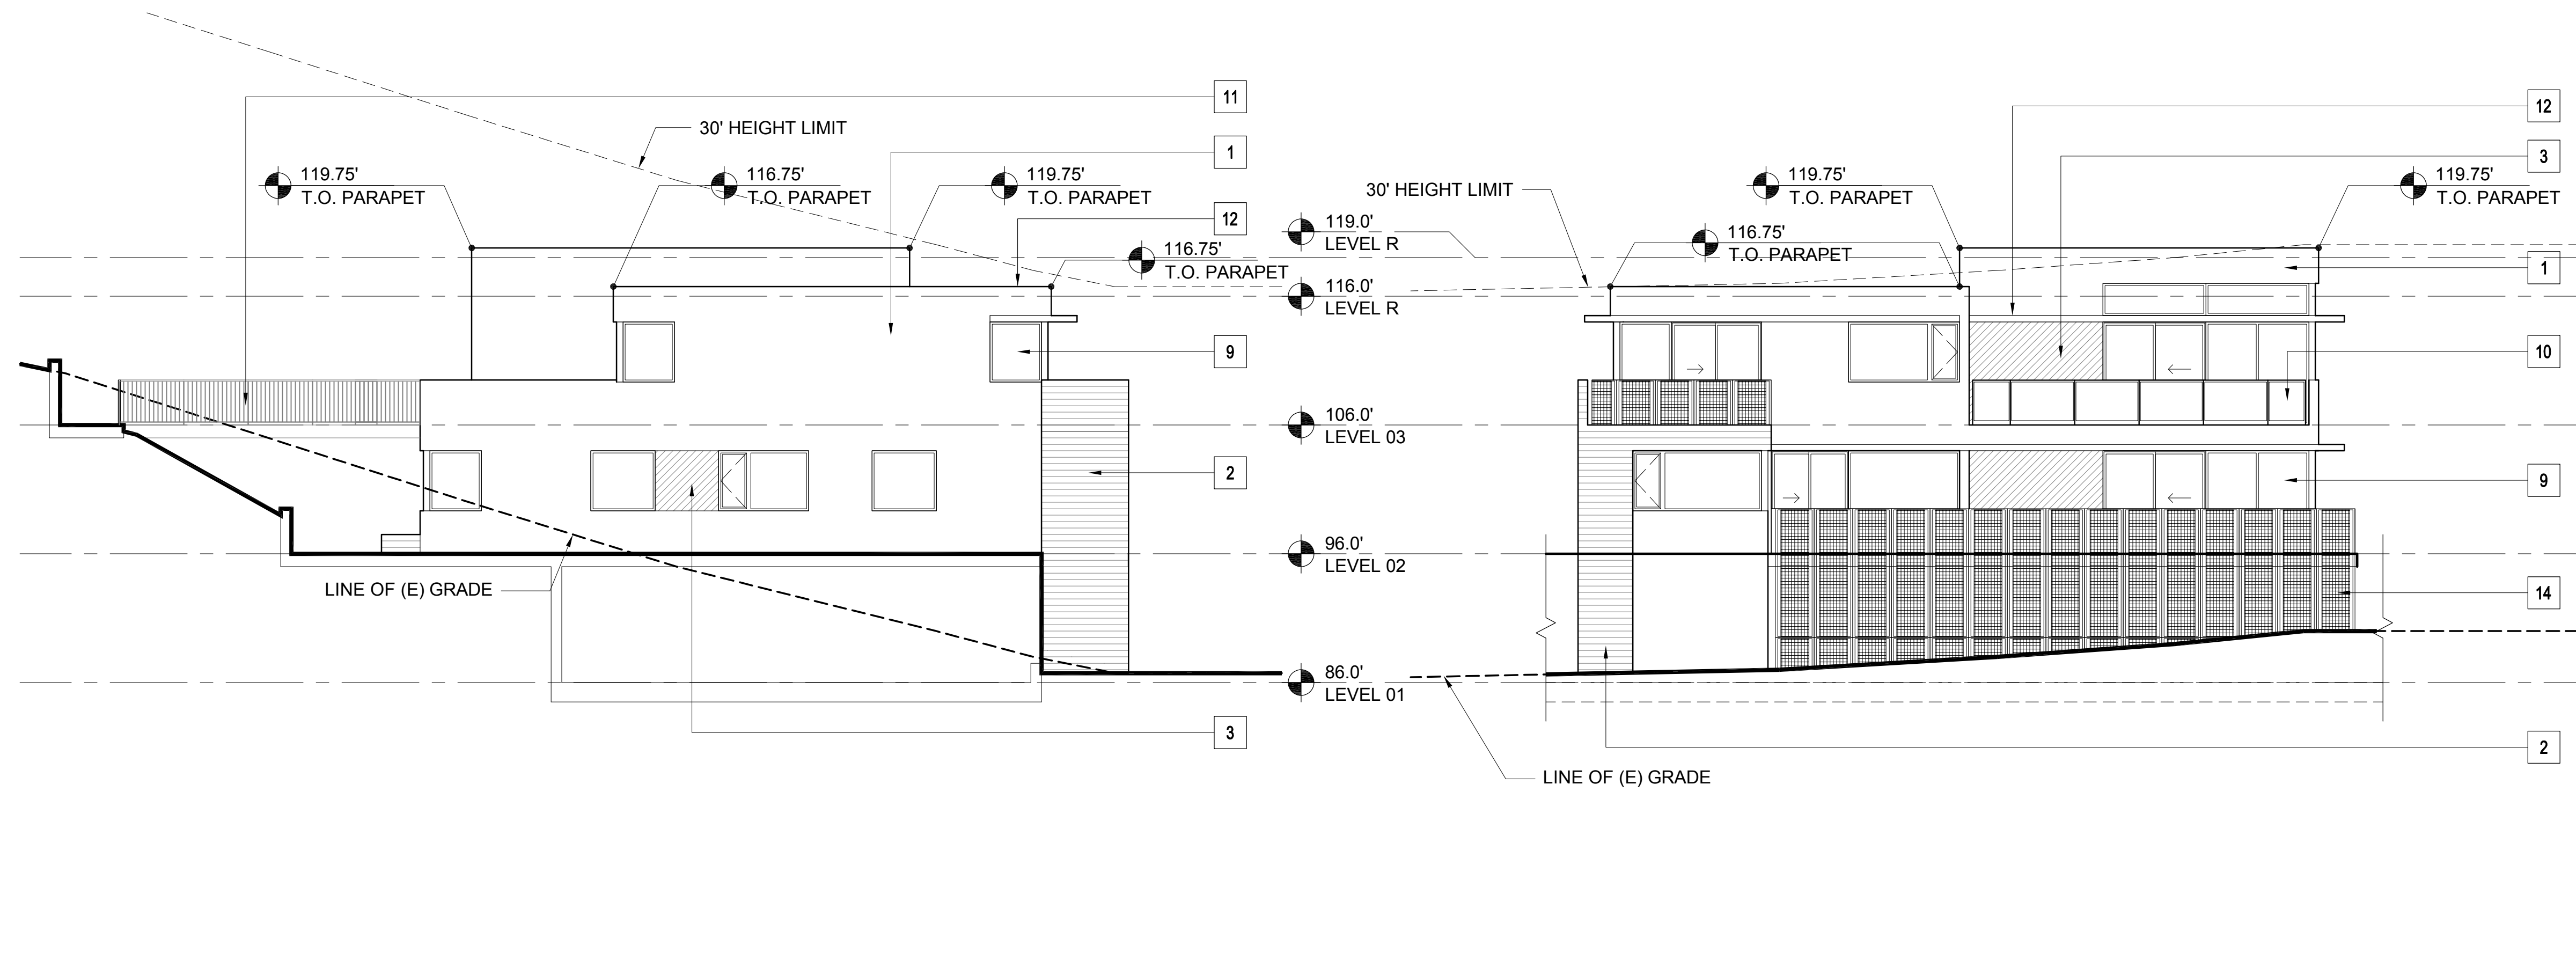 11
30' HEIGHT LIMIT
1
119.75'
T.O. PARAPET
116.75'
T.O. PARAPET
119.75'
T.O. PARAPET
12
116.75'
T.O. PARAPET
9
2
LINE OF (E) GRADE
3
119.0'
LEVEL R
116.0'
LEVEL R
106.0'
LEVEL 03
96.0'
LEVEL 02
86.0'
LEVEL 01
12
3
30' HEIGHT LIMIT
119.75'
T.O. PARAPET
119.75'
T.O. PARAPET
116.75'
T.O. PARAPET
1
10
9
14
2
LINE OF (E) GRADE